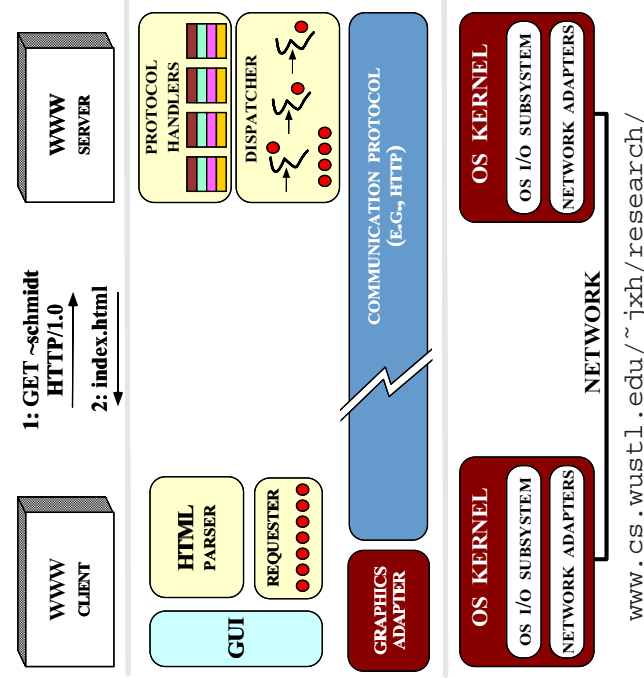 WWW
CLIENT
1: GET ~schmidt
HTTP/1.0
2: index.html
WWW
SERVER
GUI
HTML
PARSER
REQUESTER
PROTOCOL
HANDLERS
DISPATCHER
GRAPHICS
ADAPTER
COMMUNICATION PROTOCOL
(E.G., HTTP)
OS KERNEL
OS I/O SUBSYSTEM
NETWORK ADAPTERS
NETWORK
OS KERNEL
OS I/O SUBSYSTEM
NETWORK ADAPTERS
www.cs.wustl.edu/~jxh/research/